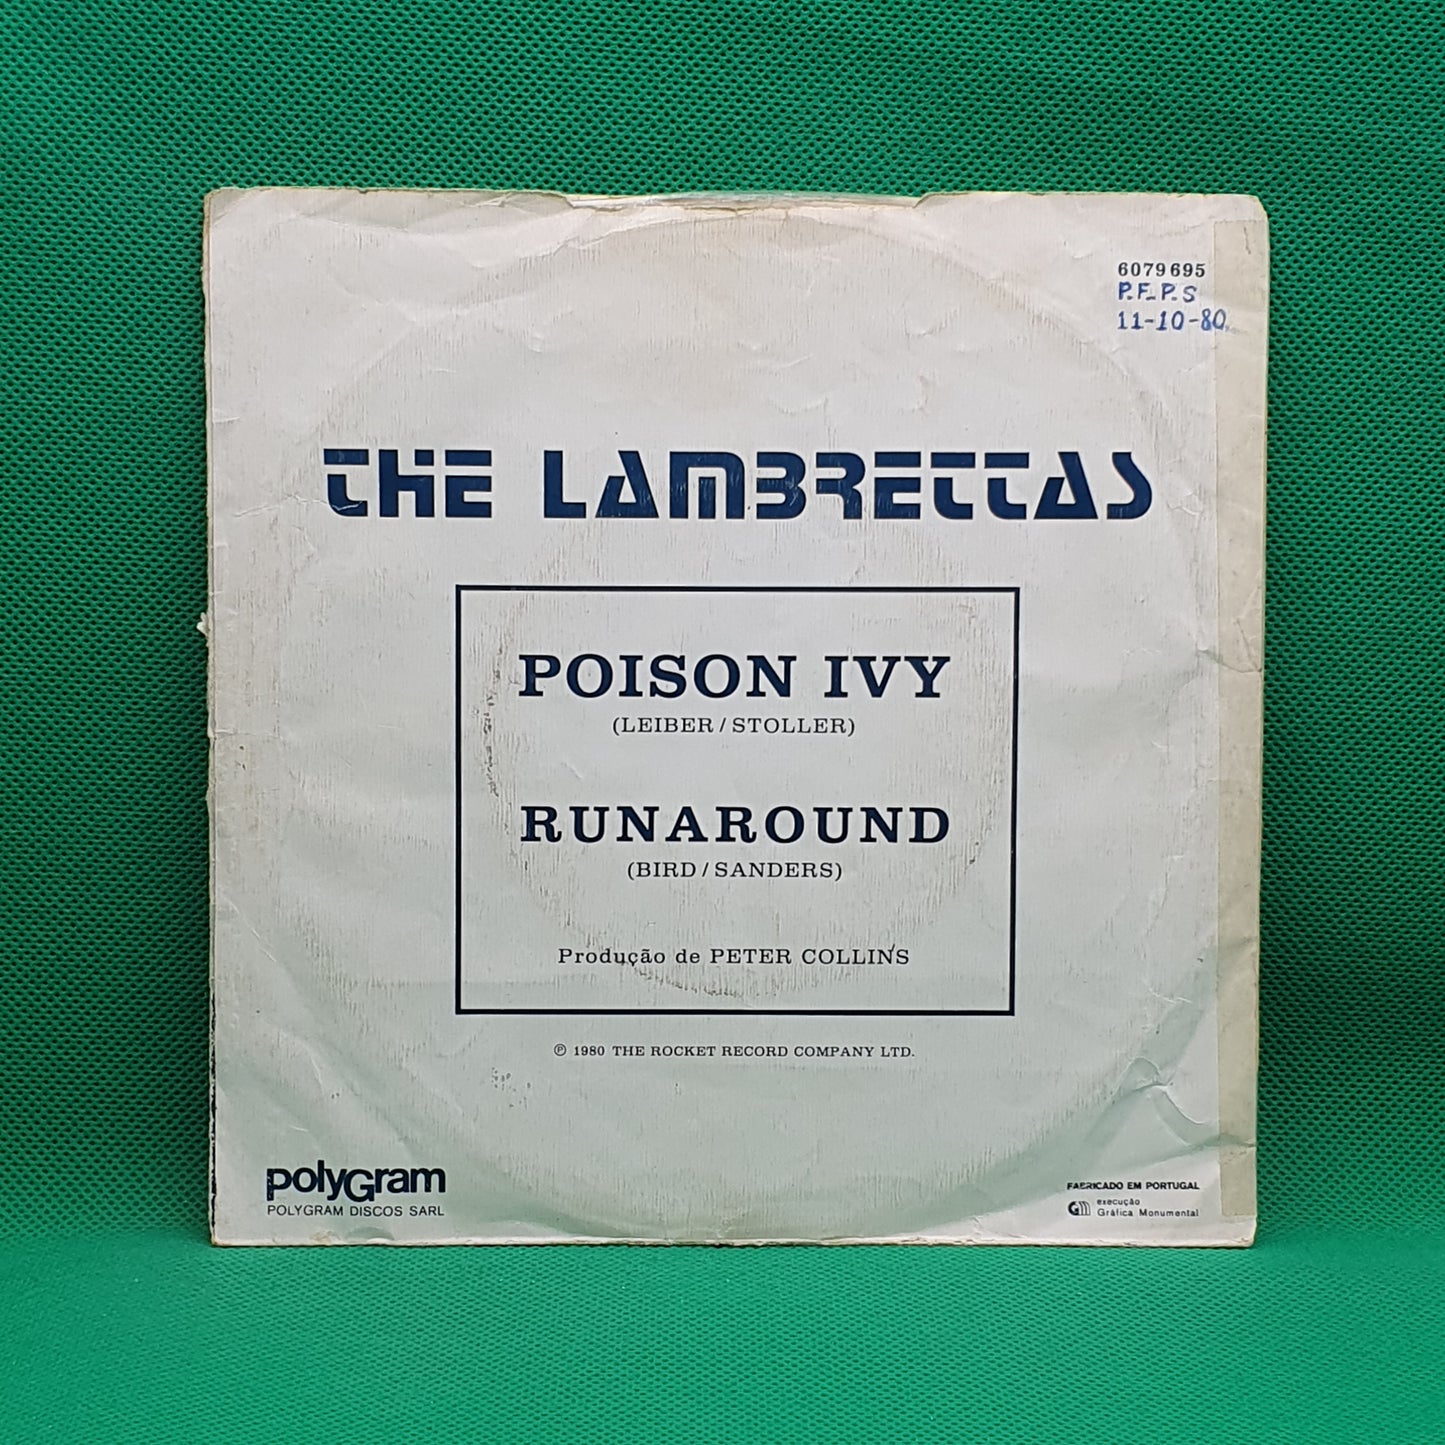 6079695
P.F.P.S
11-10-80
THE LAMBRETTAS
POISON IVY
(LEIBER / STOLLER)
RUNAROUND
(BIRD / SANDERS)
Produção de PETER COLLINS
℗ 1980 THE ROCKET RECORD COMPANY LTD.
polyGram
POLYGRAM DISCOS SARL
FABRICADO EM PORTUGAL
GM execução
Gráfica Monumental